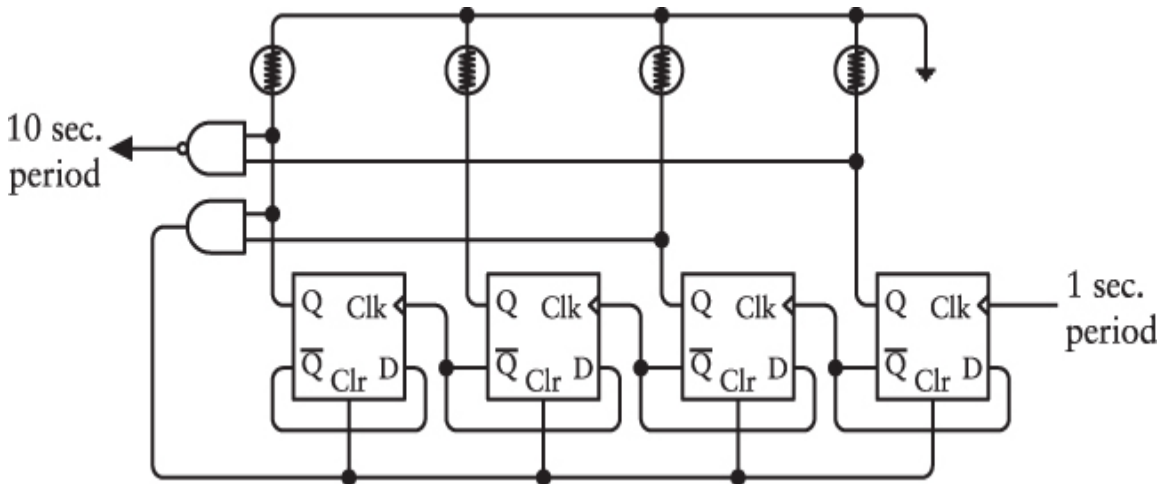 10 sec.
period
Q Clk
Q̅ Clr D
Q Clk
Q̅ Clr D
Q Clk
Q̅ Clr D
Q Clk
Q̅ Clr D
1 sec.
period